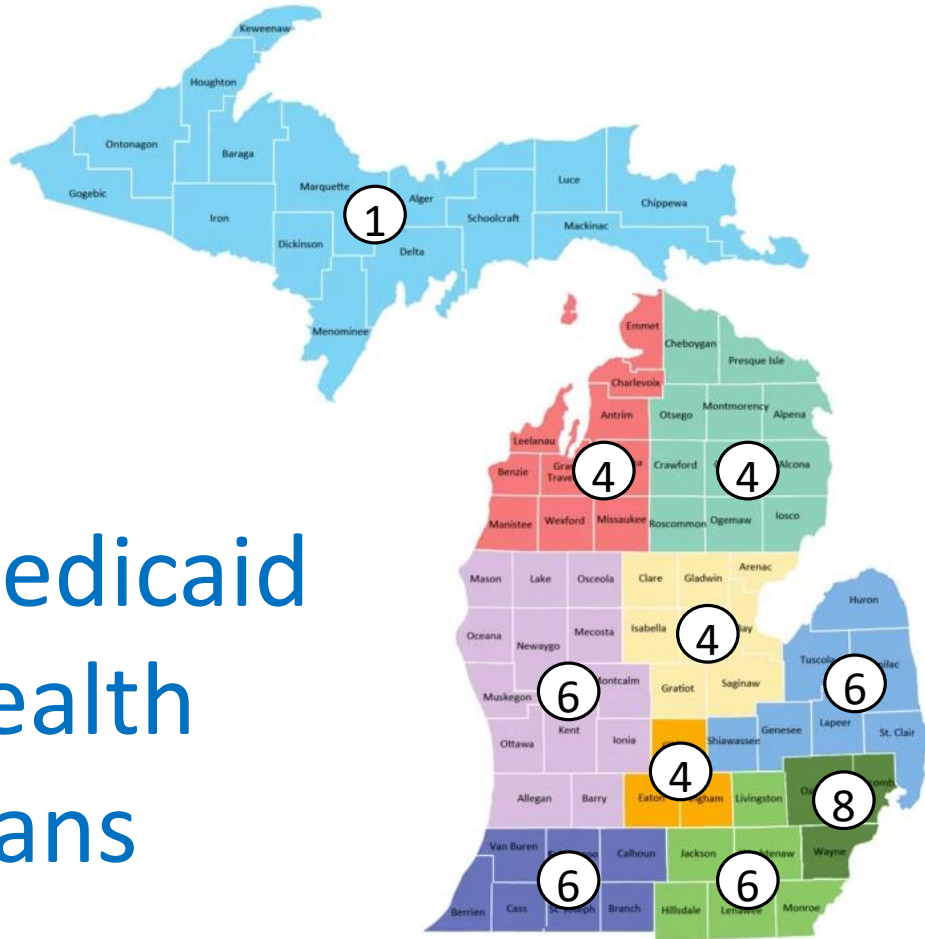 Keweenaw
Houghton
Ontonagon
Baraga
Gogebic
Marquette
Alger
Luce
Chippewa
Iron
1
Schoolcraft
Mackinac
Dickinson
Delta
Menominee
Emmet
Cheboygan
Presque Isle
Charlevoix
Antrim
Otsego
Montmorency
Alpena
Leelanau
Benzie
4
Crawford
4
Alcona
Manistee
Wexford
Missaukee
Roscommon
Ogemaw
Iosco
edicaid
ealth
ans
Mason
Lake
Osceola
Clare
Gladwin
Arenac
Huron
Oceana
Newaygo
Mecosta
Isabella
4
Tuscola
6
Muskegon
6
Gratiot
Saginaw
Ottawa
Kent
Ionia
Shiawassee
Genesee
Lapeer
St. Clair
4
Allegan
Barry
Eaton
Livingston
8
Van Buren
Calhoun
Jackson
Wayne
6
6
Berrien
Cass
Branch
Hillsdale
Lenawee
Monroe